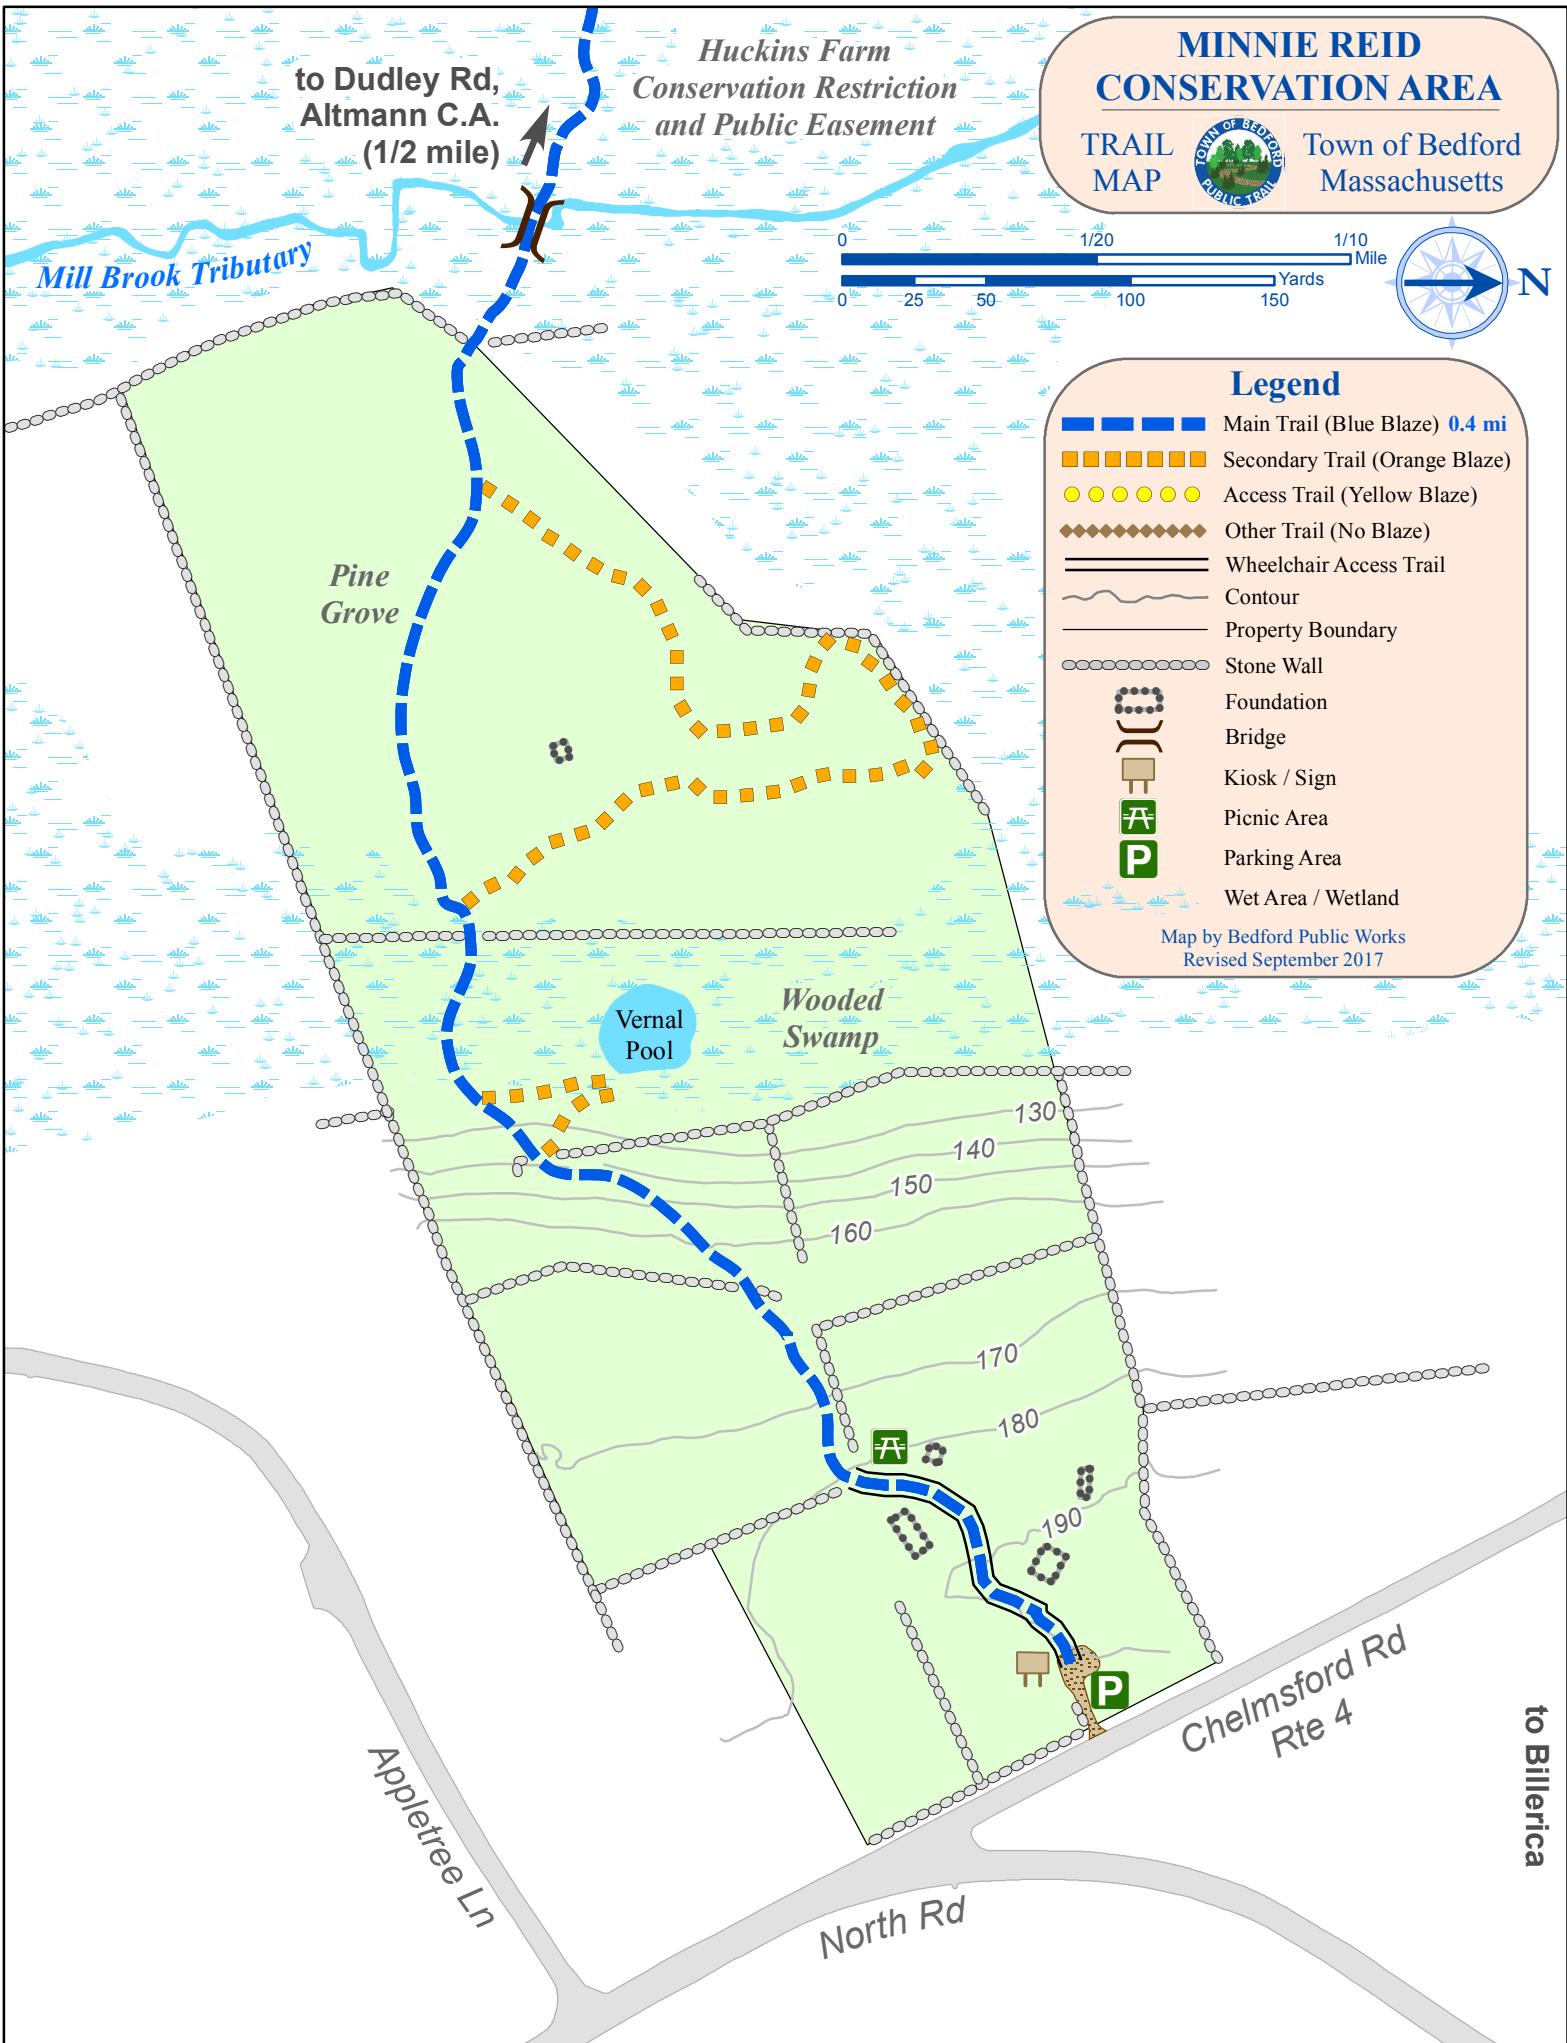 MINNIE REID
CONSERVATION AREA
TRAIL
MAP
TOWN OF BEDFORD
PUBLIC TRAIL
Town of Bedford
Massachusetts
Huckins Farm
Conservation Restriction
and Public Easement
to Dudley Rd,
Altmann C.A.
(1/2 mile)
Mill Brook Tributary
0 1/20 1/10
Mile
Yards
0 25 50 100 150
N
Legend
Main Trail (Blue Blaze) 0.4 mi
Secondary Trail (Orange Blaze)
Access Trail (Yellow Blaze)
Other Trail (No Blaze)
Wheelchair Access Trail
Contour
Property Boundary
Stone Wall
Foundation
Bridge
Kiosk / Sign
Picnic Area
P Parking Area
Wet Area / Wetland
Map by Bedford Public Works
Revised September 2017
Pine
Grove
Vernal
Pool
Wooded
Swamp
130
140
150
160
170
180
190
P
Chelmsford Rd
Rte 4
to Billerica
Appletree Ln
North Rd